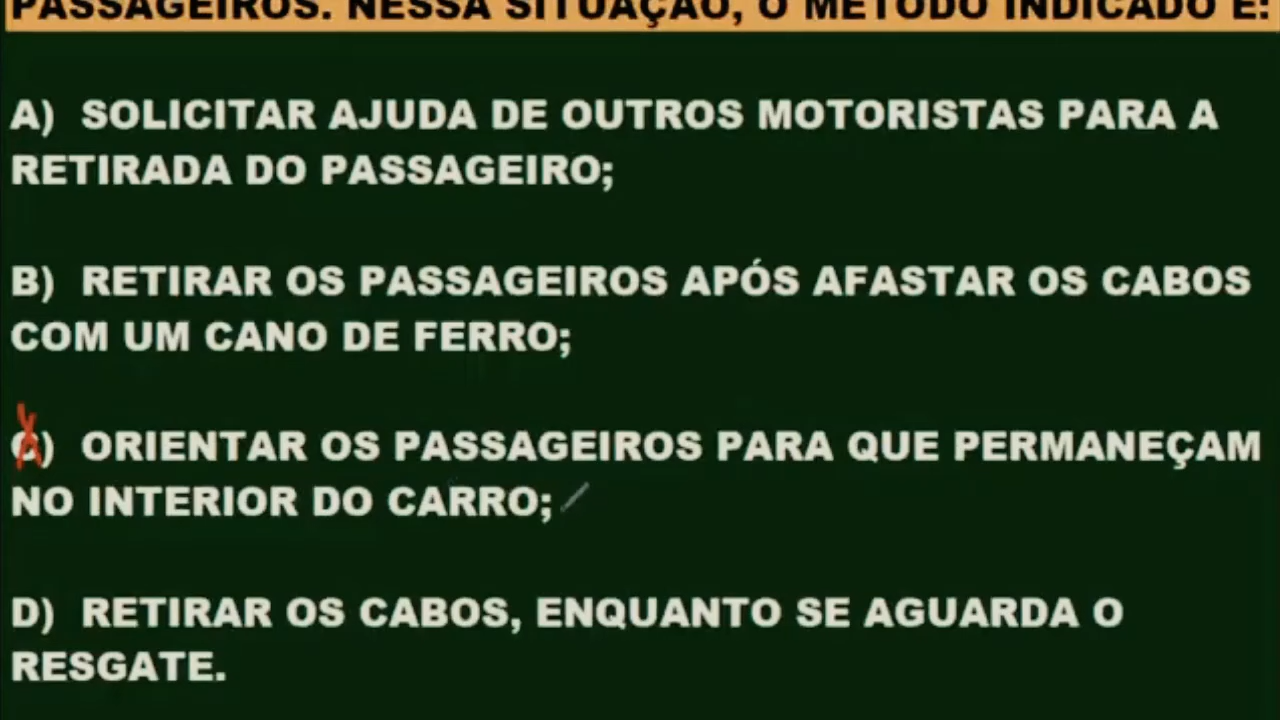 PASSAGEIROS. NESSA SITUAÇÃO, O MÉTODO INDICADO É:
A) SOLICITAR AJUDA DE OUTROS MOTORISTAS PARA A
RETIRADA DO PASSAGEIRO;
B) RETIRAR OS PASSAGEIROS APÓS AFASTAR OS CABOS
COM UM CANO DE FERRO;
C) ORIENTAR OS PASSAGEIROS PARA QUE PERMANEÇAM
NO INTERIOR DO CARRO;
D) RETIRAR OS CABOS, ENQUANTO SE AGUARDA O
RESGATE.